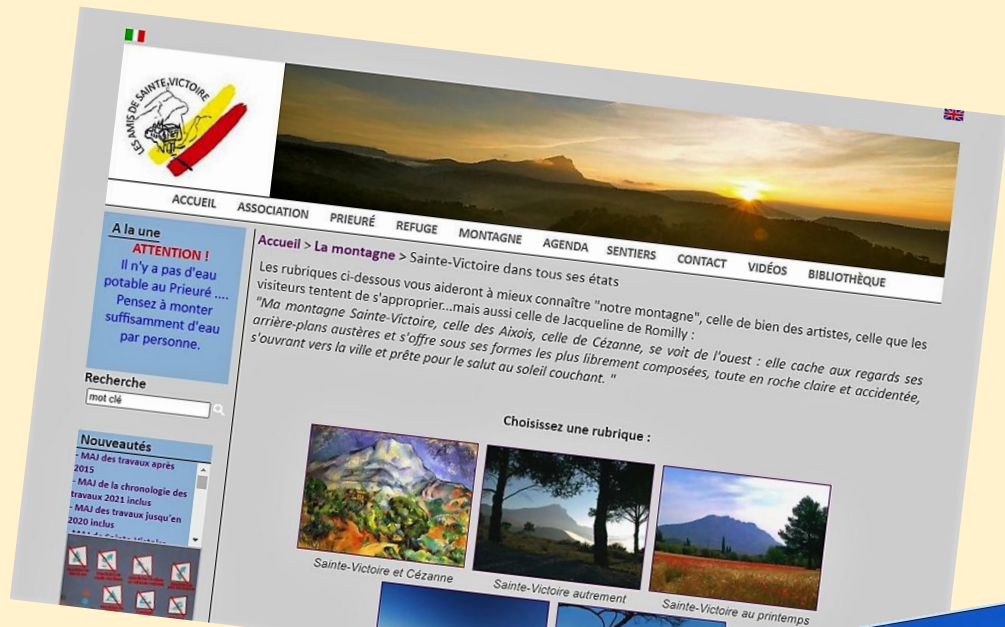 LES AMIS DE SAINTE VICTOIRE
ACCUEIL ASSOCIATION PRIEURÉ REFUGE MONTAGNE AGENDA SENTIERS CONTACT VIDÉOS BIBLIOTHÈQUE
A la une
ATTENTION !
Il n'y a pas d'eau
potable au Prieuré ....
Pensez à monter
suffisamment d'eau
par personne.
Recherche
mot clé
Nouveautés
- MAJ des travaux après
2015
- MAJ de la chronologie des
travaux 2021 inclus
- MAJ des travaux jusqu'en
2020 inclus
Accueil > La montagne > Sainte-Victoire dans tous ses états
Les rubriques ci-dessous vous aideront à mieux connaître "notre montagne", celle de bien des artistes, celle que les
visiteurs tentent de s'approprier...mais aussi celle de Jacqueline de Romilly :
"Ma montagne Sainte-Victoire, celle des Aixois, celle de Cézanne, se voit de l'ouest : elle cache aux regards ses
arrière-plans austères et s'offre sous ses formes les plus librement composées, toute en roche claire et accidentée,
s'ouvrant vers la ville et prête pour le salut au soleil couchant. "
Choisissez une rubrique :
Sainte-Victoire et Cézanne
Sainte-Victoire autrement
Sainte-Victoire au printemps